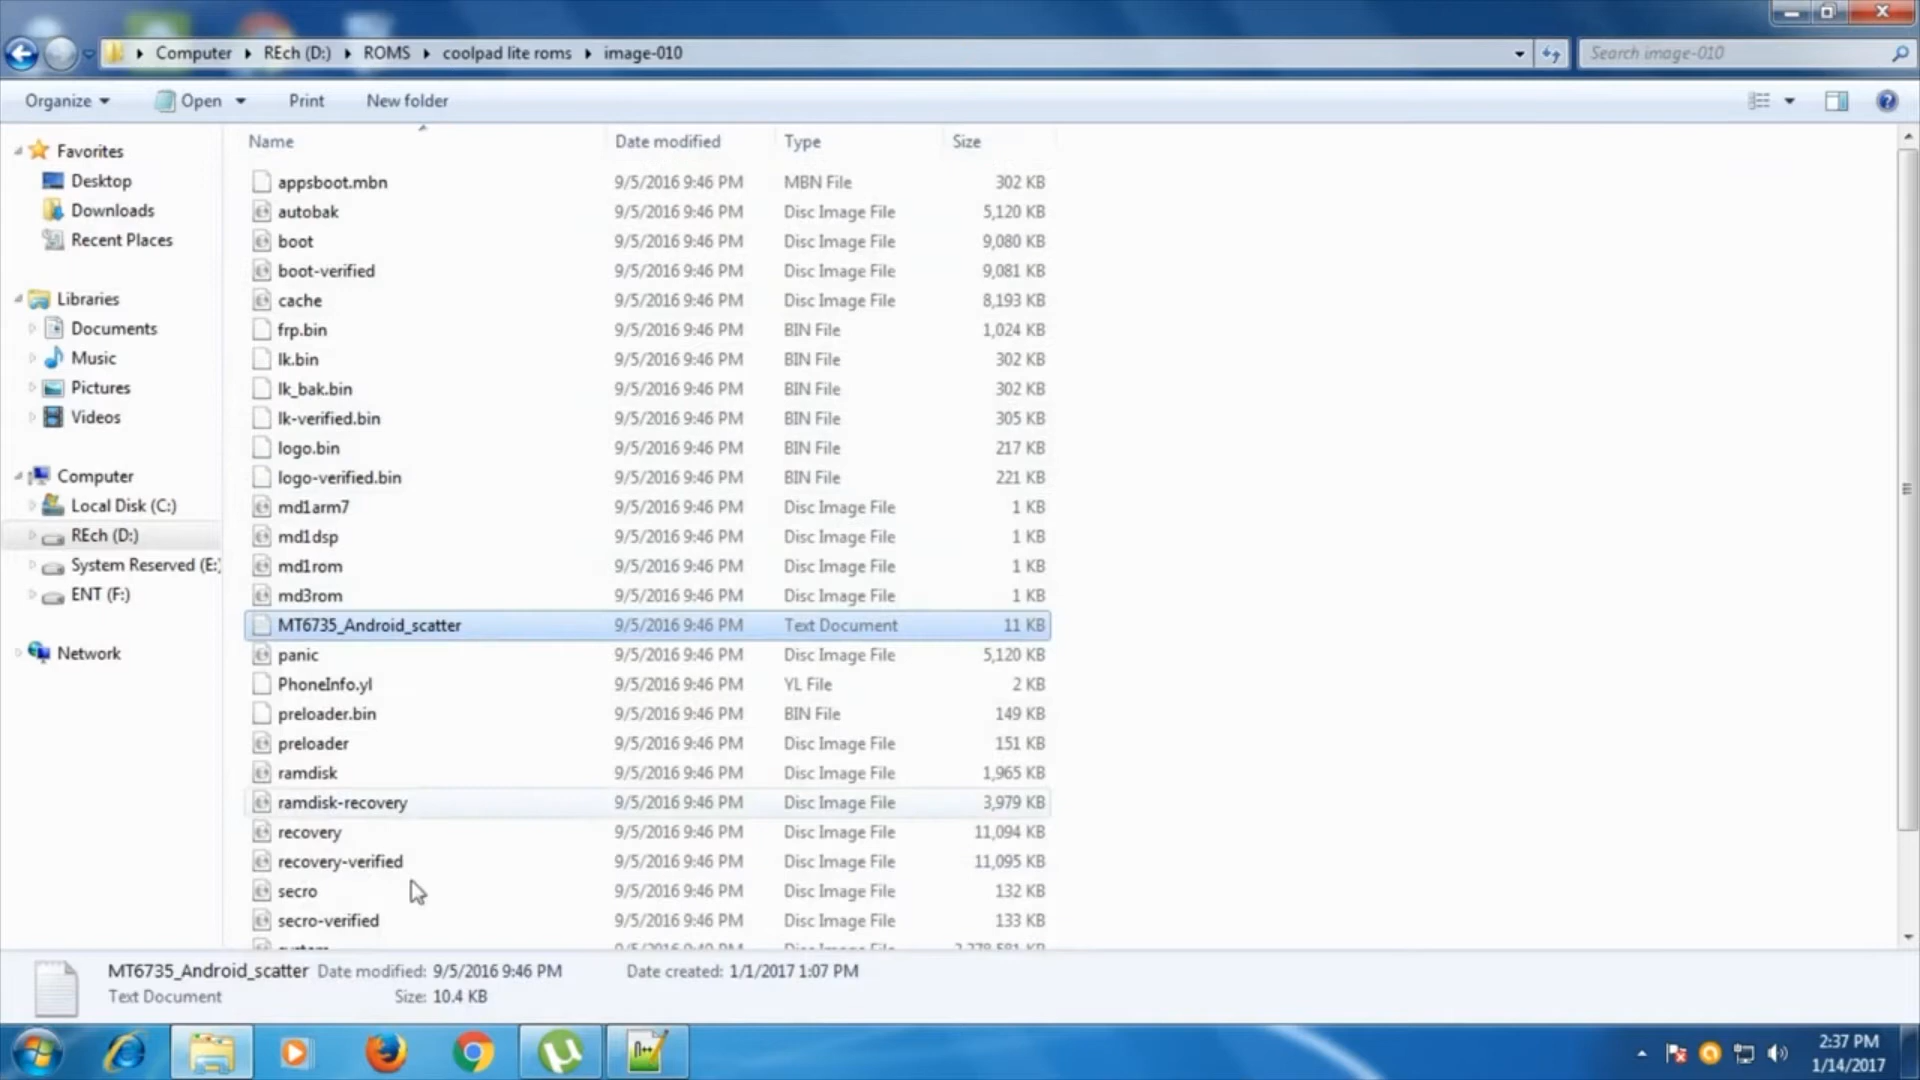 Computer REch (D:) ROMS coolpad lite roms image-010
Search image-010
Organize Open Print New folder
Name Date modified Type Size
Favorites
Desktop
Downloads
Recent Places
Libraries
Documents
Music
Pictures
Videos
Computer
Local Disk (C:)
REch (D:)
System Reserved (E:
ENT (F:)
Network
appsboot.mbn 9/5/2016 9:46 PM MBN File 302 KB
autobak 9/5/2016 9:46 PM Disc Image File 5,120 KB
boot 9/5/2016 9:46 PM Disc Image File 9,080 KB
boot-verified 9/5/2016 9:46 PM Disc Image File 9,081 KB
cache 9/5/2016 9:46 PM Disc Image File 8,193 KB
frp.bin 9/5/2016 9:46 PM BIN File 1,024 KB
lk.bin 9/5/2016 9:46 PM BIN File 302 KB
lk_bak.bin 9/5/2016 9:46 PM BIN File 302 KB
lk-verified.bin 9/5/2016 9:46 PM BIN File 305 KB
logo.bin 9/5/2016 9:46 PM BIN File 217 KB
logo-verified.bin 9/5/2016 9:46 PM BIN File 221 KB
md1arm7 9/5/2016 9:46 PM Disc Image File 1 KB
md1dsp 9/5/2016 9:46 PM Disc Image File 1 KB
md1rom 9/5/2016 9:46 PM Disc Image File 1 KB
md3rom 9/5/2016 9:46 PM Disc Image File 1 KB
MT6735_Android_scatter 9/5/2016 9:46 PM Text Document 11 KB
panic 9/5/2016 9:46 PM Disc Image File 5,120 KB
PhoneInfo.yl 9/5/2016 9:46 PM YL File 2 KB
preloader.bin 9/5/2016 9:46 PM BIN File 149 KB
preloader 9/5/2016 9:46 PM Disc Image File 151 KB
ramdisk 9/5/2016 9:46 PM Disc Image File 1,965 KB
ramdisk-recovery 9/5/2016 9:46 PM Disc Image File 3,979 KB
recovery 9/5/2016 9:46 PM Disc Image File 11,094 KB
recovery-verified 9/5/2016 9:46 PM Disc Image File 11,095 KB
secro 9/5/2016 9:46 PM Disc Image File 132 KB
secro-verified 9/5/2016 9:46 PM Disc Image File 133 KB
MT6735_Android_scatter Date modified: 9/5/2016 9:46 PM Date created: 1/1/2017 1:07 PM
Text Document Size: 10.4 KB
2:37 PM
1/14/2017